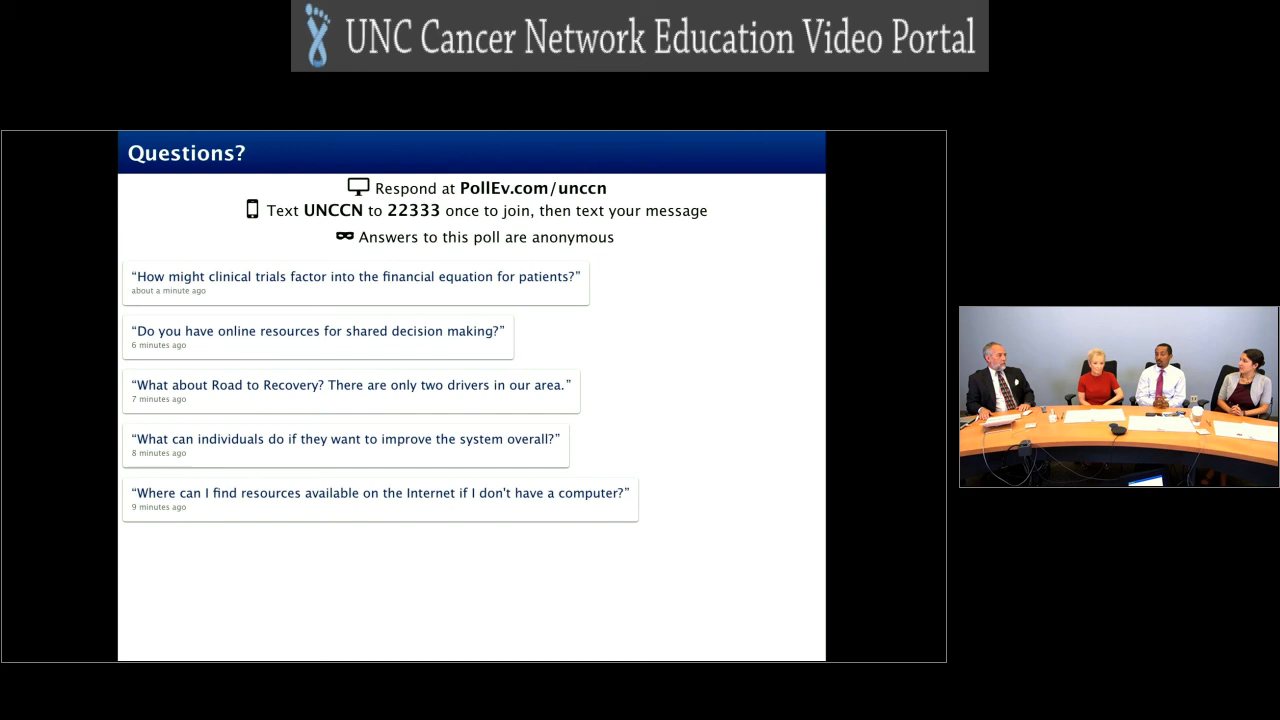 UNC Cancer Network Education Video Portal
Questions?
Respond at PollEv.com/unccn
Text UNCCN to 22333 once to join, then text your message
Answers to this poll are anonymous
“How might clinical trials factor into the financial equation for patients?”
about a minute ago
“Do you have online resources for shared decision making?”
6 minutes ago
“What about Road to Recovery? There are only two drivers in our area.”
7 minutes ago
“What can individuals do if they want to improve the system overall?”
8 minutes ago
“Where can I find resources available on the Internet if I don't have a computer?”
9 minutes ago